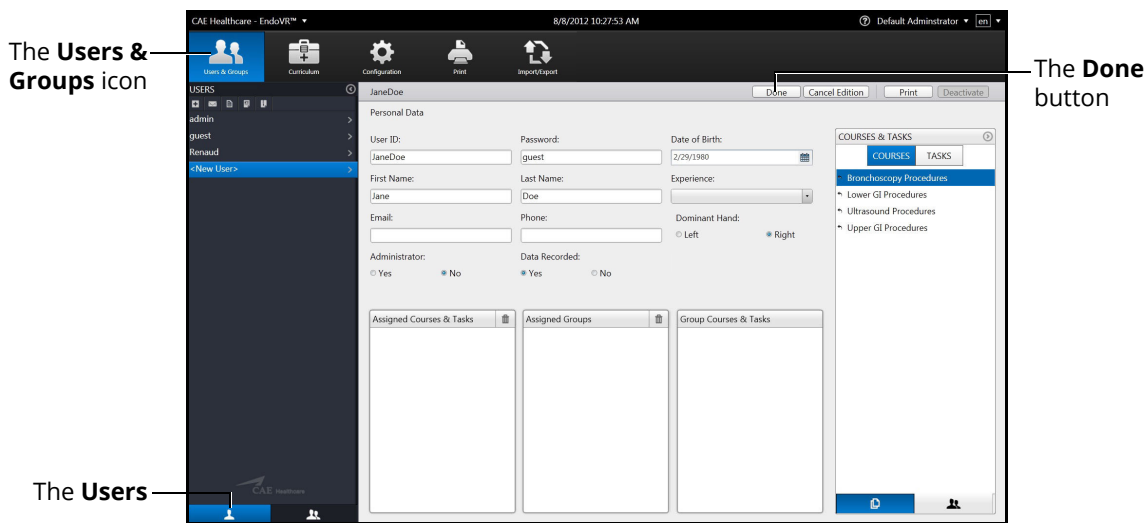 CAE Healthcare - EndoVR™
8/8/2012 10:27:53 AM
Default Adminstrator
en
The Users &
Groups icon
Users & Groups
Curriculum
Configuration
Print
Import/Export
The Done
button
USERS
JaneDoe
Done
Cancel Edition
Print
Deactivate
admin
guest
Renaud
<New User>
Personal Data
User ID:
Password:
Date of Birth:
JaneDoe
guest
2/29/1980
First Name:
Last Name:
Experience:
Jane
Doe
Email:
Phone:
Dominant Hand:
Left
Right
Administrator:
Data Recorded:
Yes
No
Yes
No
COURSES & TASKS
COURSES
TASKS
Bronchoscopy Procedures
Lower GI Procedures
Ultrasound Procedures
Upper GI Procedures
Assigned Courses & Tasks
Assigned Groups
Group Courses & Tasks
The Users
CAE Healthcare